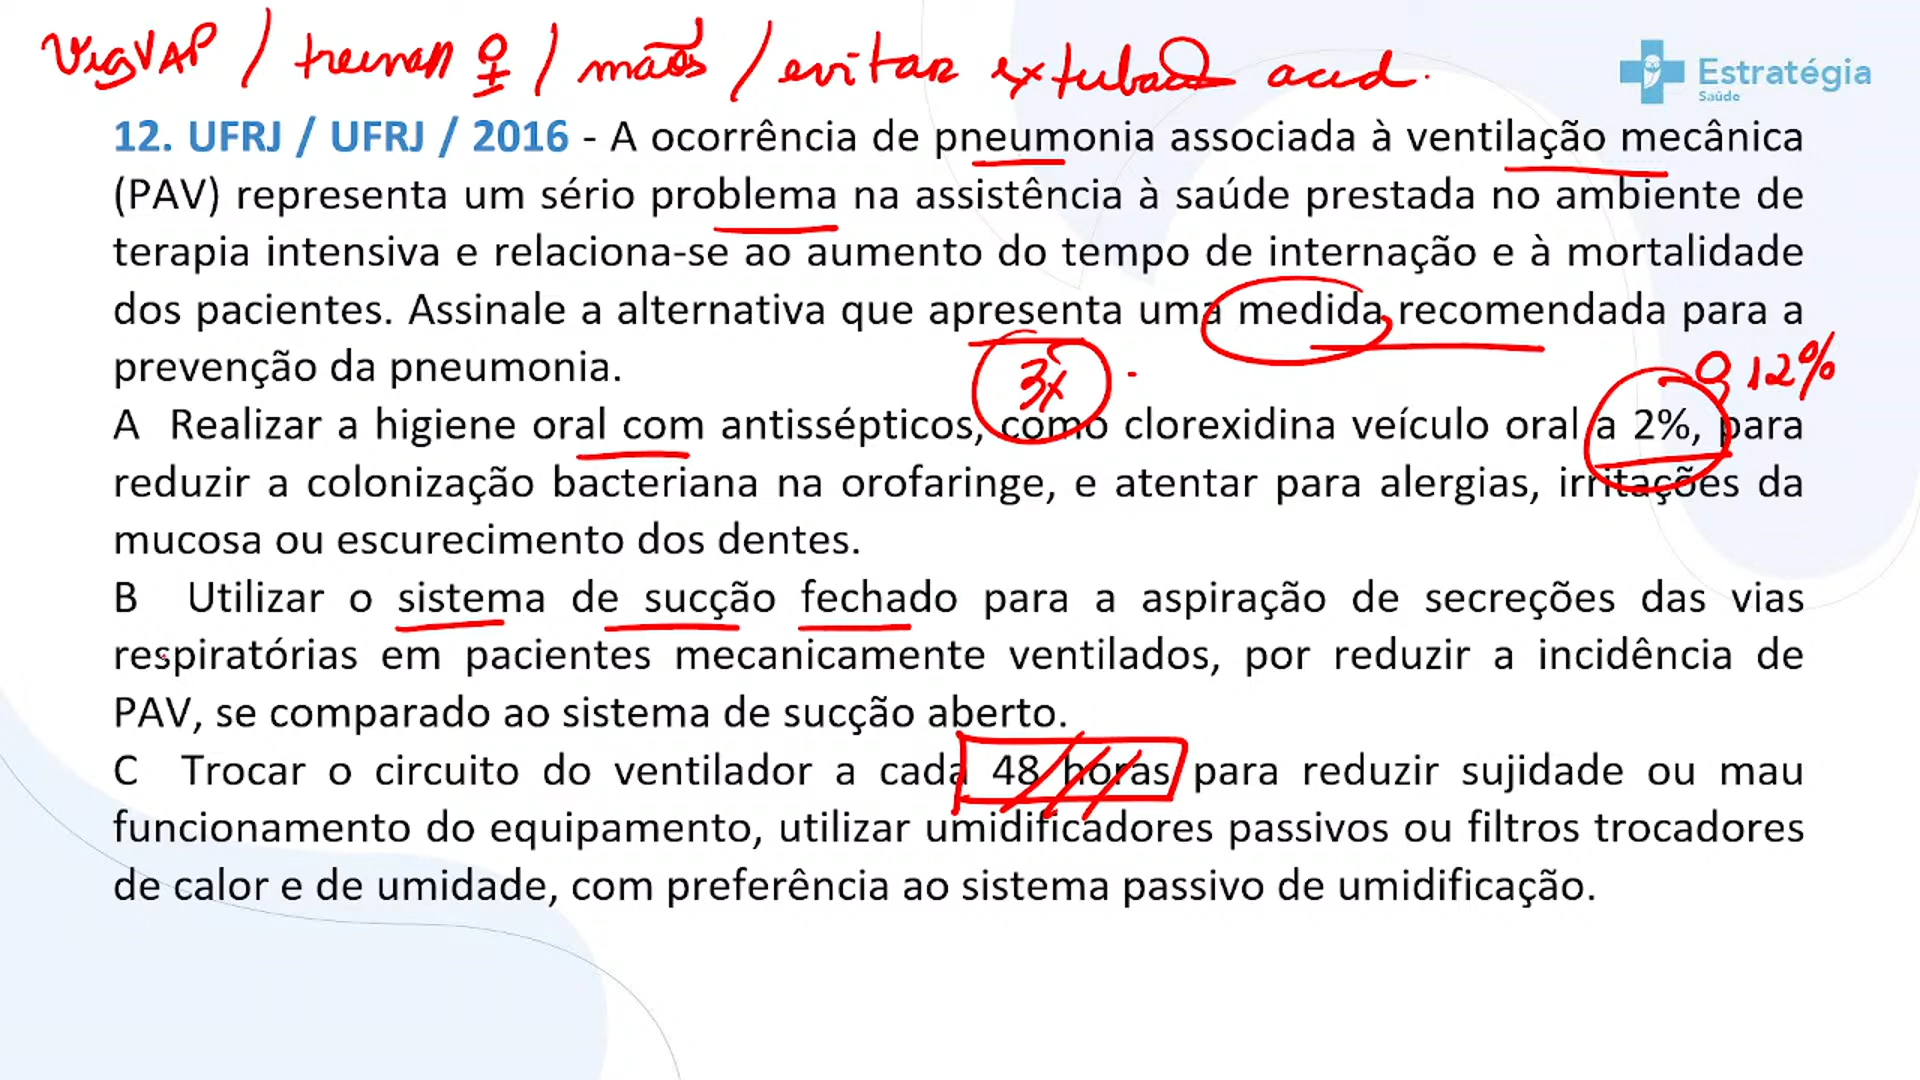 VigVAP / treinar / mãos / evitar extubação acid.
Estratégia
Saúde
12. UFRJ / UFRJ / 2016 - A ocorrência de pneumonia associada à ventilação mecânica
(PAV) representa um sério problema na assistência à saúde prestada no ambiente de
terapia intensiva e relaciona-se ao aumento do tempo de internação e à mortalidade
dos pacientes. Assinale a alternativa que apresenta uma medida recomendada para a
prevenção da pneumonia.
3x
0,12%
A Realizar a higiene oral com antissépticos, como clorexidina veículo oral a 2%, para
reduzir a colonização bacteriana na orofaringe, e atentar para alergias, irritações da
mucosa ou escurecimento dos dentes.
B Utilizar o sistema de sucção fechado para a aspiração de secreções das vias
respiratórias em pacientes mecanicamente ventilados, por reduzir a incidência de
PAV, se comparado ao sistema de sucção aberto.
C Trocar o circuito do ventilador a cada 48 horas para reduzir sujidade ou mau
funcionamento do equipamento, utilizar umidificadores passivos ou filtros trocadores
de calor e de umidade, com preferência ao sistema passivo de umidificação.